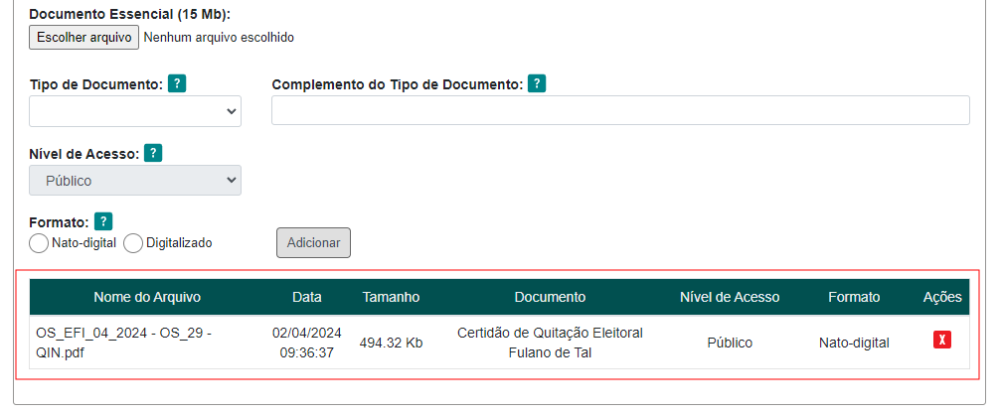 Documento Essencial (15 Mb):
Escolher arquivo Nenhum arquivo escolhido
Tipo de Documento: ? Complemento do Tipo de Documento: ?
Nível de Acesso: ?
Público
Formato: ?
Nato-digital Digitalizado Adicionar
Nome do Arquivo Data Tamanho Documento Nível de Acesso Formato Ações
OS_EFI_04_2024 - OS_29 - QIN.pdf 02/04/2024 09:36:37 494.32 Kb Certidão de Quitação Eleitoral Fulano de Tal Público Nato-digital X